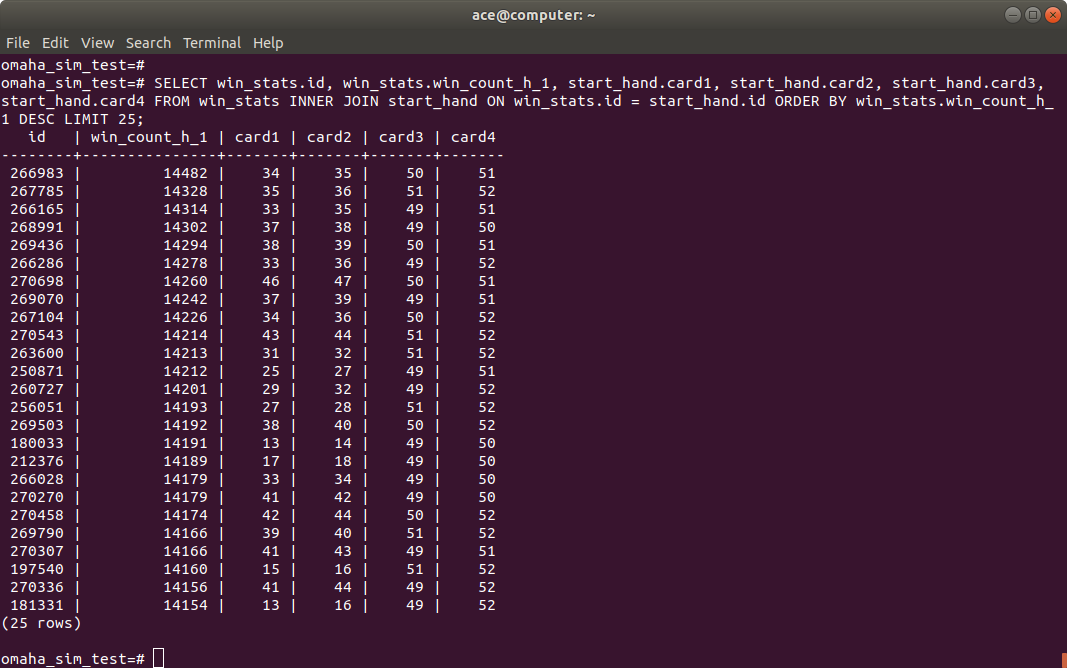 ace@computer: ~
File Edit View Search Terminal Help
omaha_sim_test=#
omaha_sim_test=# SELECT win_stats.id, win_stats.win_count_h_1, start_hand.card1, start_hand.card2, start_hand.card3,
start_hand.card4 FROM win_stats INNER JOIN start_hand ON win_stats.id = start_hand.id ORDER BY win_stats.win_count_h_
1 DESC LIMIT 25;
   id   | win_count_h_1 | card1 | card2 | card3 | card4
--------+---------------+-------+-------+-------+-------
 266983 |         14482 |    34 |    35 |    50 |    51
 267785 |         14328 |    35 |    36 |    51 |    52
 266165 |         14314 |    33 |    35 |    49 |    51
 268991 |         14302 |    37 |    38 |    49 |    50
 269436 |         14294 |    38 |    39 |    50 |    51
 266286 |         14278 |    33 |    36 |    49 |    52
 270698 |         14260 |    46 |    47 |    50 |    51
 269070 |         14242 |    37 |    39 |    49 |    51
 267104 |         14226 |    34 |    36 |    50 |    52
 270543 |         14214 |    43 |    44 |    51 |    52
 263600 |         14213 |    31 |    32 |    51 |    52
 250871 |         14212 |    25 |    27 |    49 |    51
 260727 |         14201 |    29 |    32 |    49 |    52
 256051 |         14193 |    27 |    28 |    51 |    52
 269503 |         14192 |    38 |    40 |    50 |    52
 180033 |         14191 |    13 |    14 |    49 |    50
 212376 |         14189 |    17 |    18 |    49 |    50
 266028 |         14179 |    33 |    34 |    49 |    50
 270270 |         14179 |    41 |    42 |    49 |    50
 270458 |         14174 |    42 |    44 |    50 |    52
 269790 |         14166 |    39 |    40 |    51 |    52
 270307 |         14166 |    41 |    43 |    49 |    51
 197540 |         14160 |    15 |    16 |    51 |    52
 270336 |         14156 |    41 |    44 |    49 |    52
 181331 |         14154 |    13 |    16 |    49 |    52
(25 rows)
omaha_sim_test=#